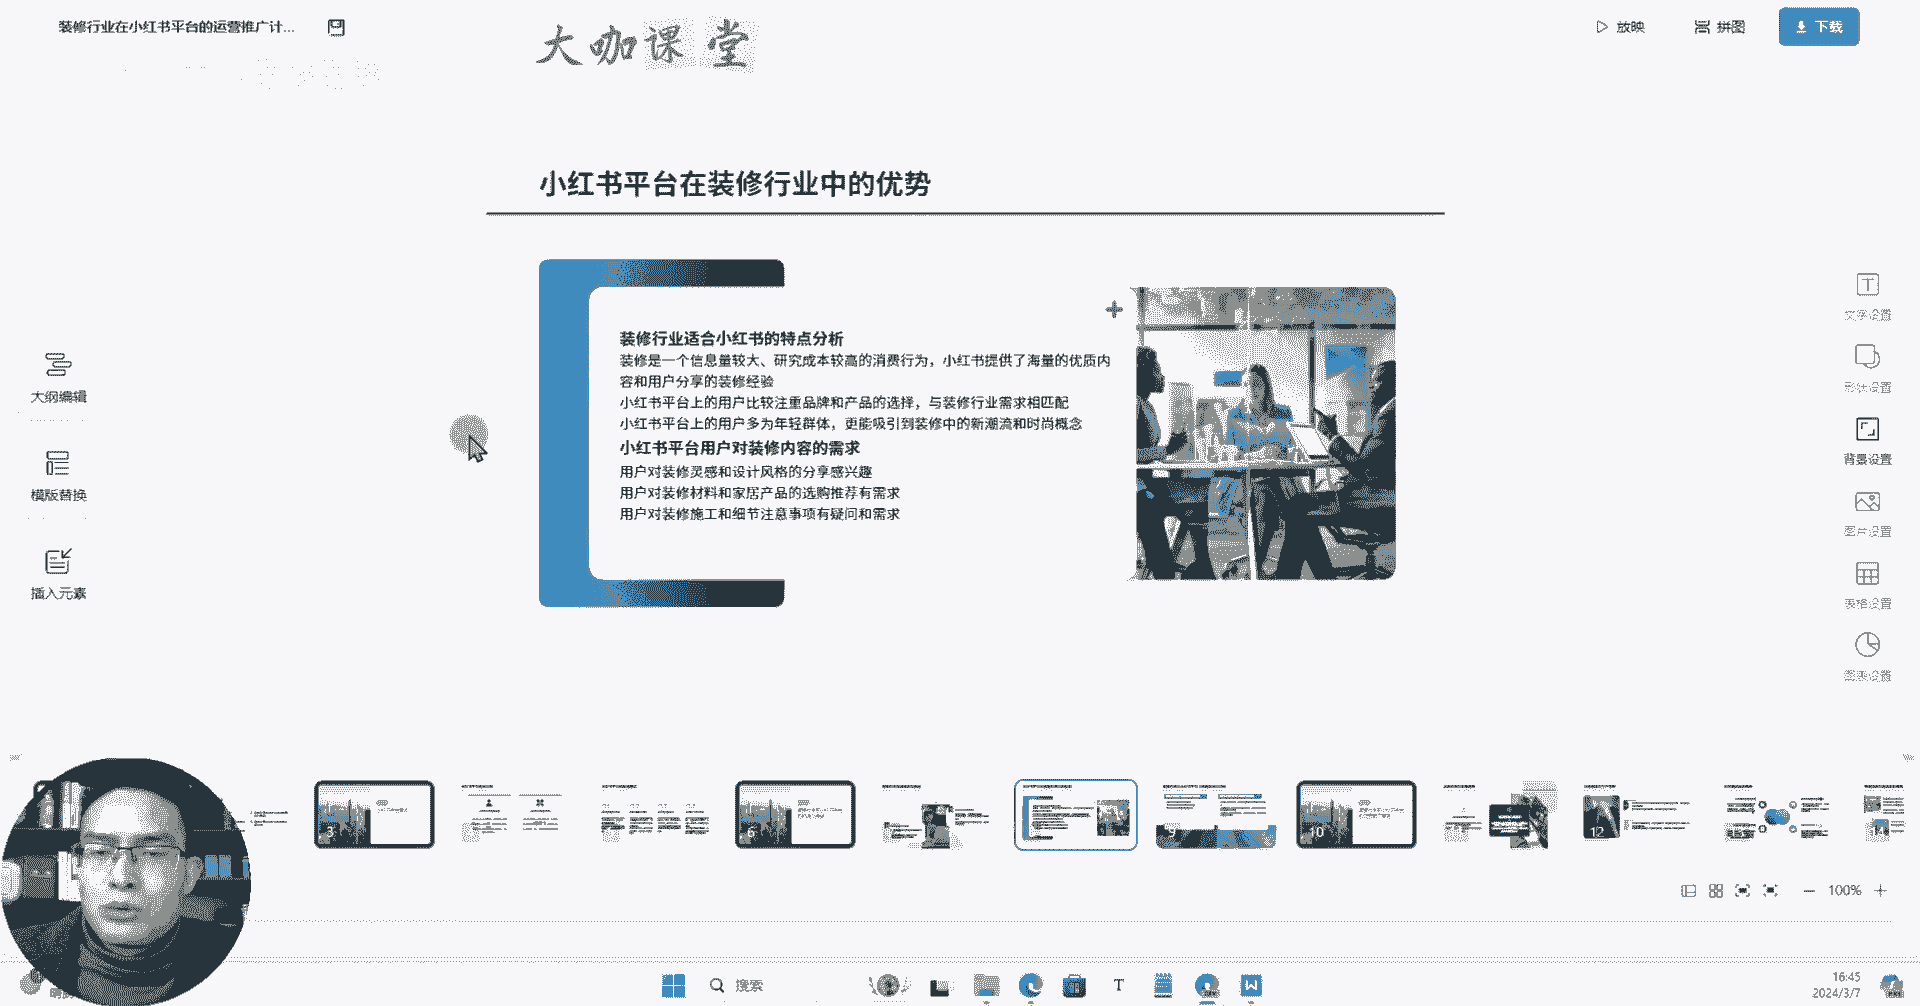 装修行业在小红书平台的运营推广计...
放映
拼图
下载
大咖课堂
小红书平台在装修行业中的优势
装修行业适合小红书的特点分析
装修是一个信息量较大、研究成本较高的消费行为，小红书提供了海量的优质内
容和用户分享的装修经验
小红书平台上的用户比较注重品牌和产品的选择，与装修行业需求相匹配
小红书平台上的用户多为年轻群体，更能吸引到装修中的新潮流和时尚概念
小红书平台用户对装修内容的需求
用户对装修灵感和设计风格的分享感兴趣
用户对装修材料和家居产品的选购推荐有需求
用户对装修施工和细节注意事项有疑问和需求
大纲编辑
模版替换
插入元素
文字设置
形状设置
背景设置
图片设置
表格设置
图表设置
3
6
9
10
12
13
14
100%
搜索
16:45
2024/3/7